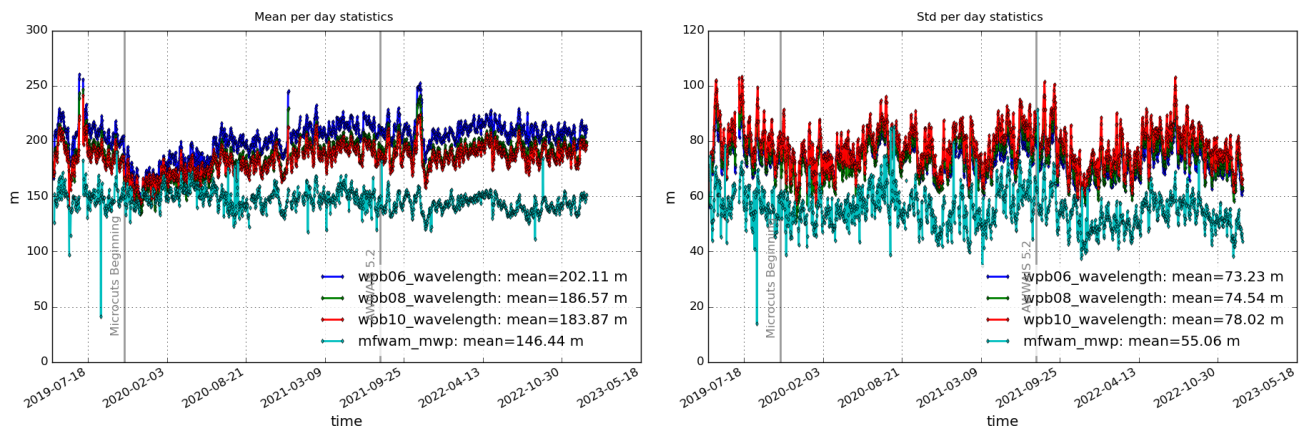 Mean per day statistics
300
250
200
150
100
50
0
m
Microcuts Beginning
AWWAIS 5.2
wpb06_wavelength: mean=202.11 m
wpb08_wavelength: mean=186.57 m
wpb10_wavelength: mean=183.87 m
mfwam_mwp: mean=146.44 m
2019-07-18
2020-02-03
2020-08-21
2021-03-09
2021-09-25
2022-04-13
2022-10-30
2023-05-18
time
Std per day statistics
120
100
80
60
40
20
0
m
Microcuts Beginning
AWWAIS 5.2
wpb06_wavelength: mean=73.23 m
wpb08_wavelength: mean=74.54 m
wpb10_wavelength: mean=78.02 m
mfwam_mwp: mean=55.06 m
2019-07-18
2020-02-03
2020-08-21
2021-03-09
2021-09-25
2022-04-13
2022-10-30
2023-05-18
time